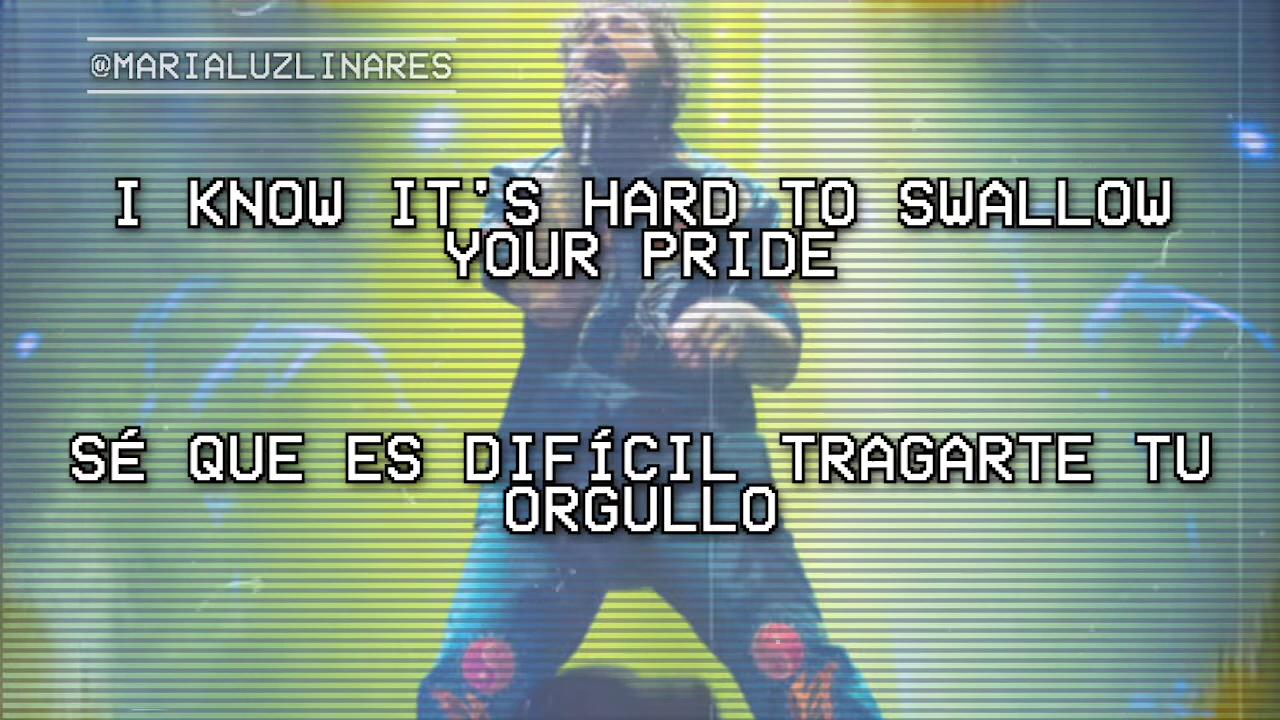 @MARIALUZLINARES
I KNOW IT'S HARD TO SWALLOW
YOUR PRIDE
SÉ QUE ES DIFÍCIL TRAGARTE TU
ORGULLO